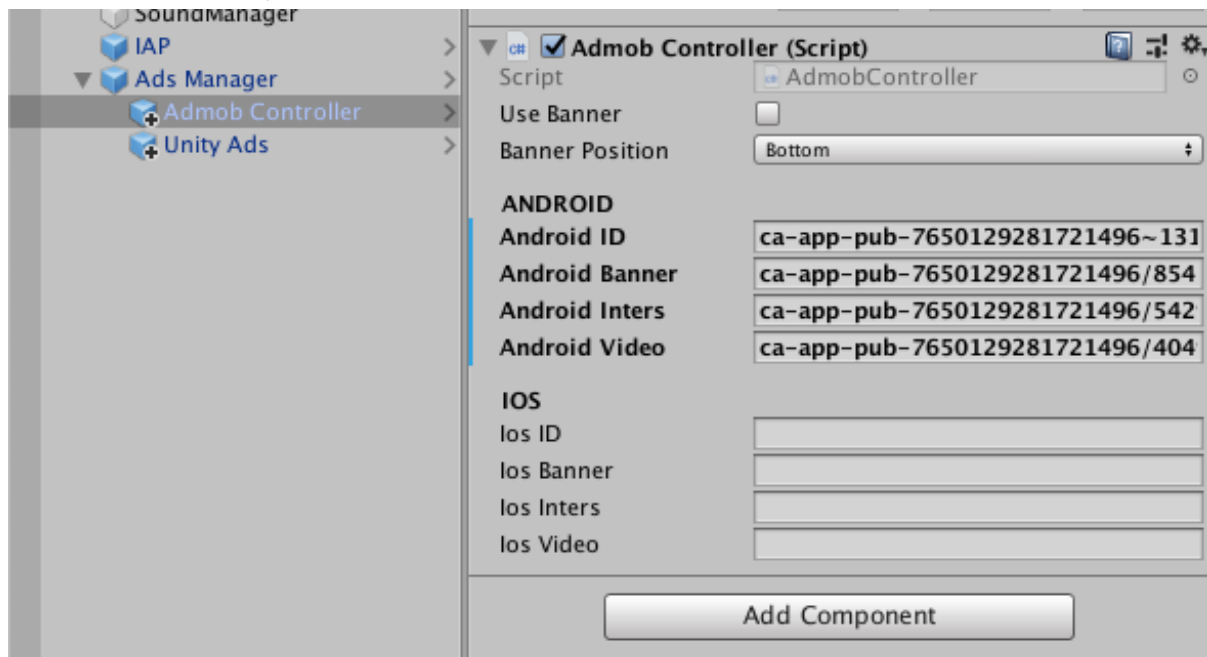 SoundManager
IAP
Ads Manager
Admob Controller
Unity Ads
Admob Controller (Script)
Script AdmobController
Use Banner
Banner Position Bottom
ANDROID
Android ID ca-app-pub-7650129281721496~131
Android Banner ca-app-pub-7650129281721496/854
Android Inters ca-app-pub-7650129281721496/542
Android Video ca-app-pub-7650129281721496/404
IOS
Ios ID
Ios Banner
Ios Inters
Ios Video
Add Component